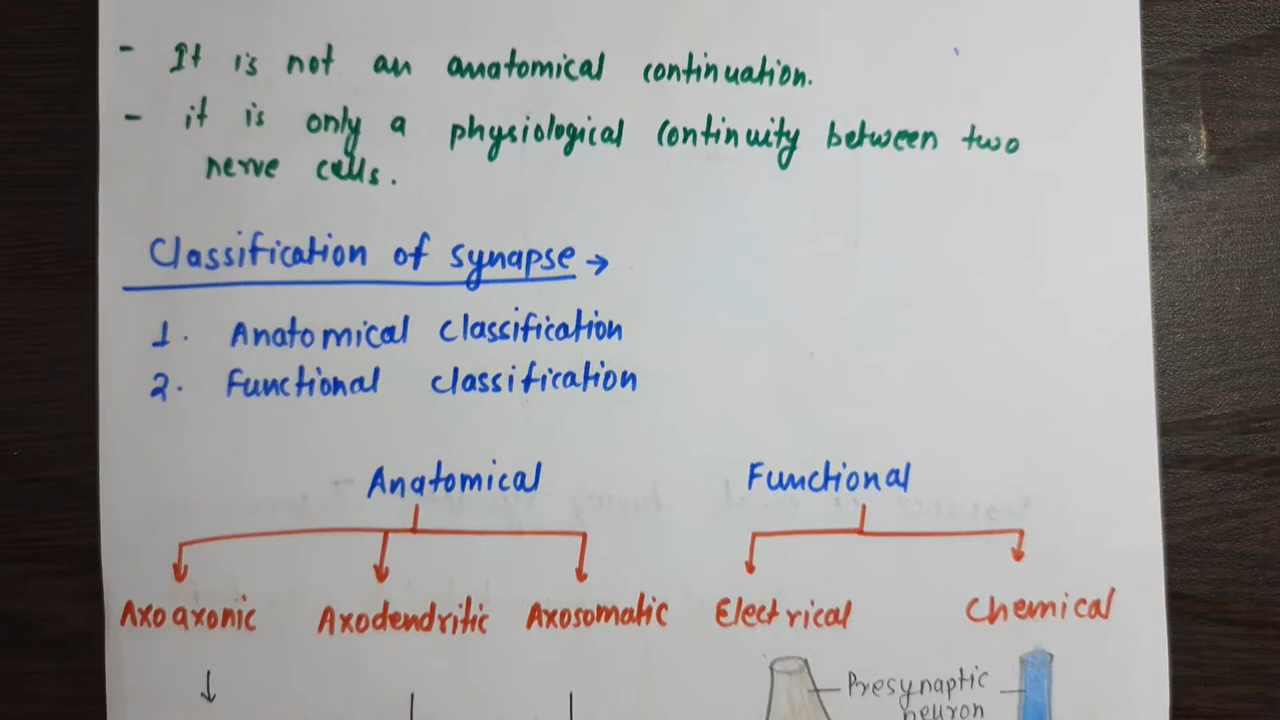 - It is not an anatomical continuation.
- it is only a physiological continuity between two
nerve cells.
Classification of synapse →
1. Anatomical classification
2. Functional classification
Anatomical Functional
Axoaxonic Axodendritic Axosomatic Electrical Chemical
Presynaptic
neuron